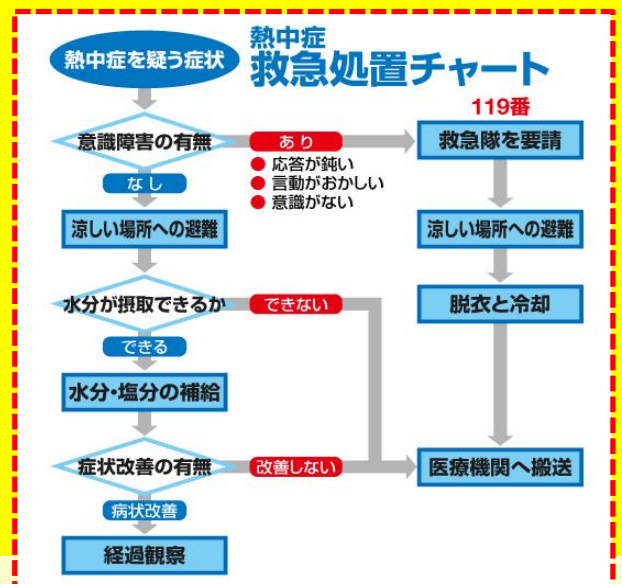 熱中症を疑う症状
熱中症
救急処置チャート
119番
意識障害の有無
あり
救急隊を要請
● 応答が鈍い
● 言動がおかしい
● 意識がない
なし
涼しい場所への避難
涼しい場所への避難
水分が摂取できるか
できない
脱衣と冷却
できる
水分・塩分の補給
症状改善の有無
改善しない
医療機関へ搬送
病状改善
経過観察